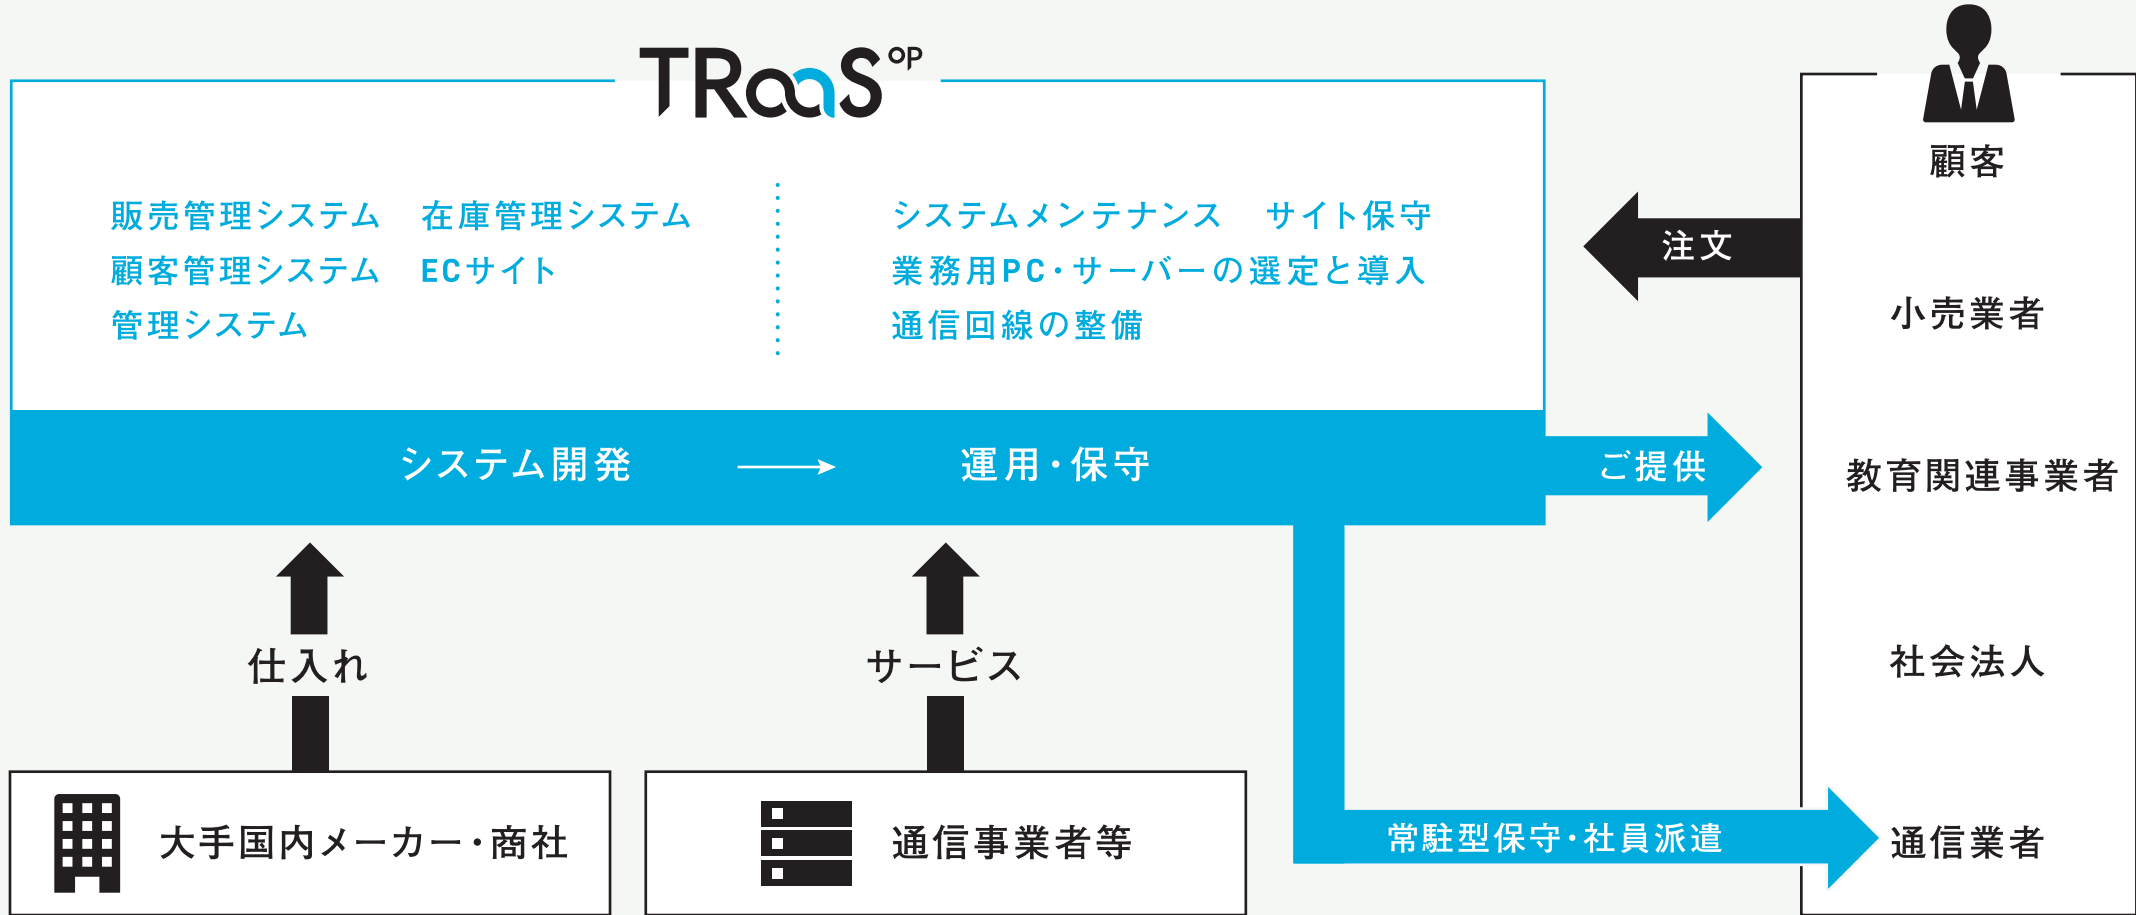 TRaaS OP
販売管理システム　在庫管理システム
顧客管理システム　ECサイト
管理システム
システムメンテナンス　サイト保守
業務用PC・サーバーの選定と導入
通信回線の整備
システム開発 → 運用・保守
ご提供
注文
顧客
小売業者
教育関連事業者
社会法人
通信業者
仕入れ
サービス
大手国内メーカー・商社
通信事業者等
常駐型保守・社員派遣